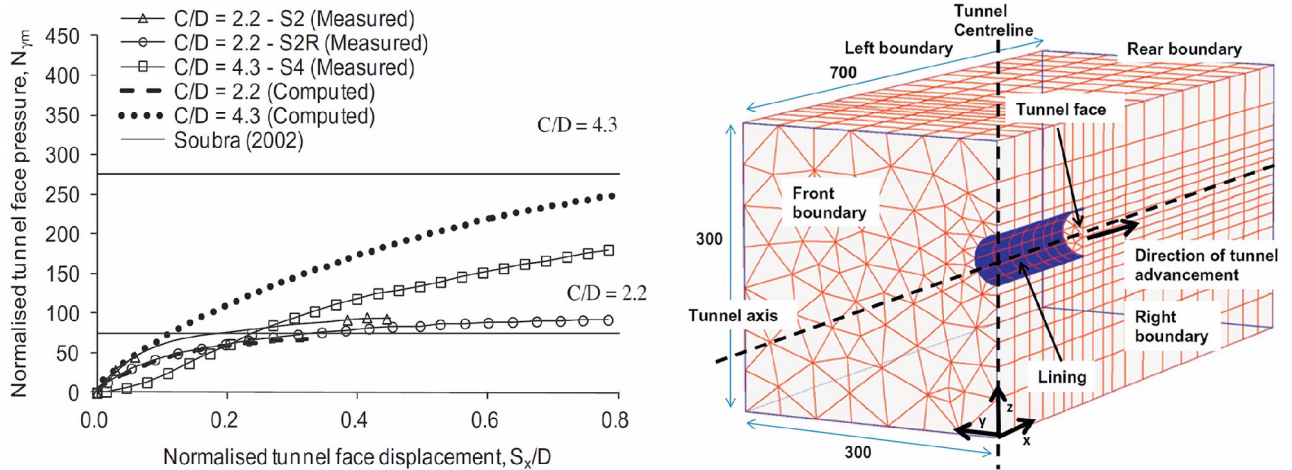 C/D = 2.2 - S2 (Measured)
C/D = 2.2 - S2R (Measured)
C/D = 4.3 - S4 (Measured)
C/D = 2.2 (Computed)
C/D = 4.3 (Computed)
Soubra (2002)
Normalised tunnel face pressure, Nγm
450
400
350
300
250
200
150
100
50
0
C/D = 4.3
C/D = 2.2
0.0
0.2
0.4
0.6
0.8
Normalised tunnel face displacement, Sx/D
Tunnel
Centreline
Left boundary
Rear boundary
700
Tunnel face
Front
boundary
300
Direction of tunnel
advancement
Tunnel axis
Right
boundary
Lining
z
y
x
300